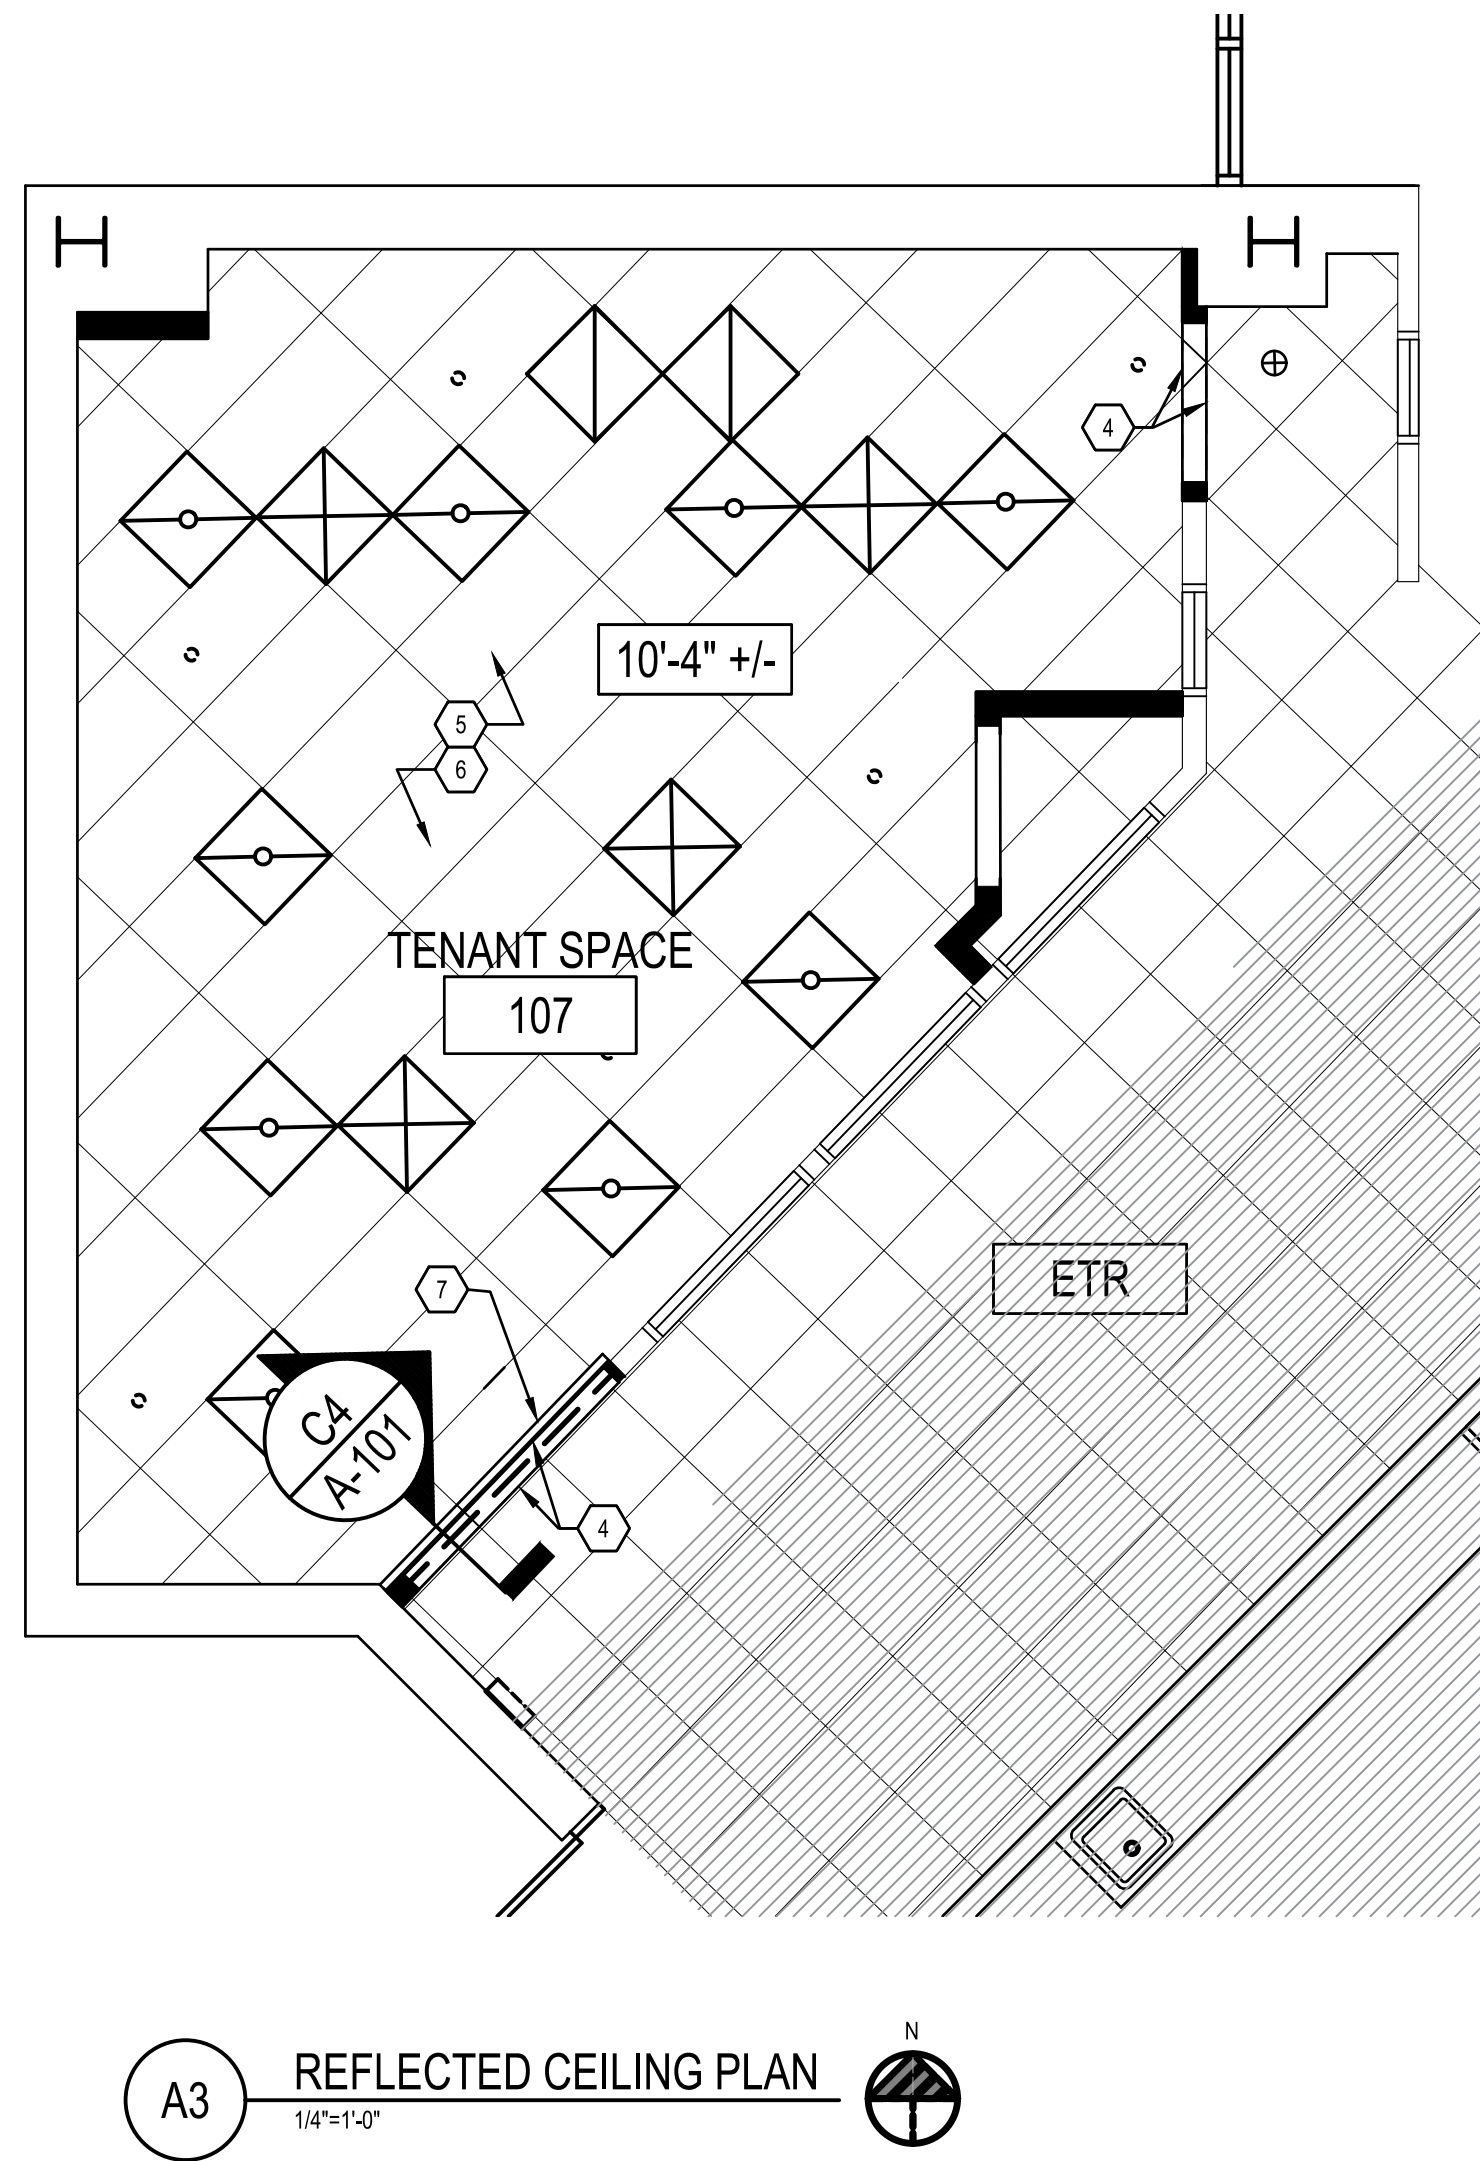 4
10'-4" +/-
5
6
TENANT SPACE
107
ETR
7
C4
A-101
4
N
A3
REFLECTED CEILING PLAN
1/4"=1'-0"